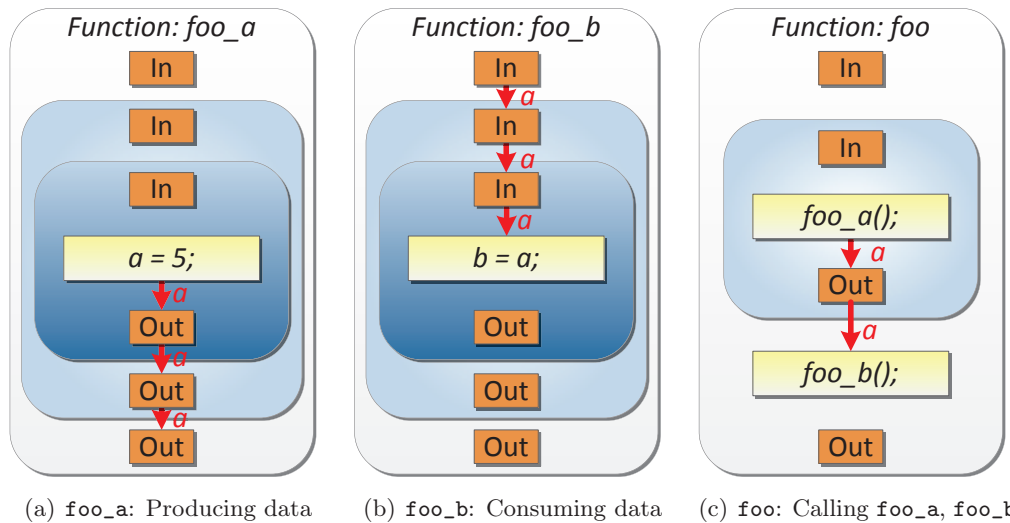 Function: foo_a
In
In
In
a = 5;
a
Out
a
Out
a
Out
(a) foo_a: Producing data
Function: foo_b
In
a
In
a
In
a
b = a;
Out
Out
Out
(b) foo_b: Consuming data
Function: foo
In
In
foo_a();
a
Out
a
foo_b();
Out
(c) foo: Calling foo_a, foo_b